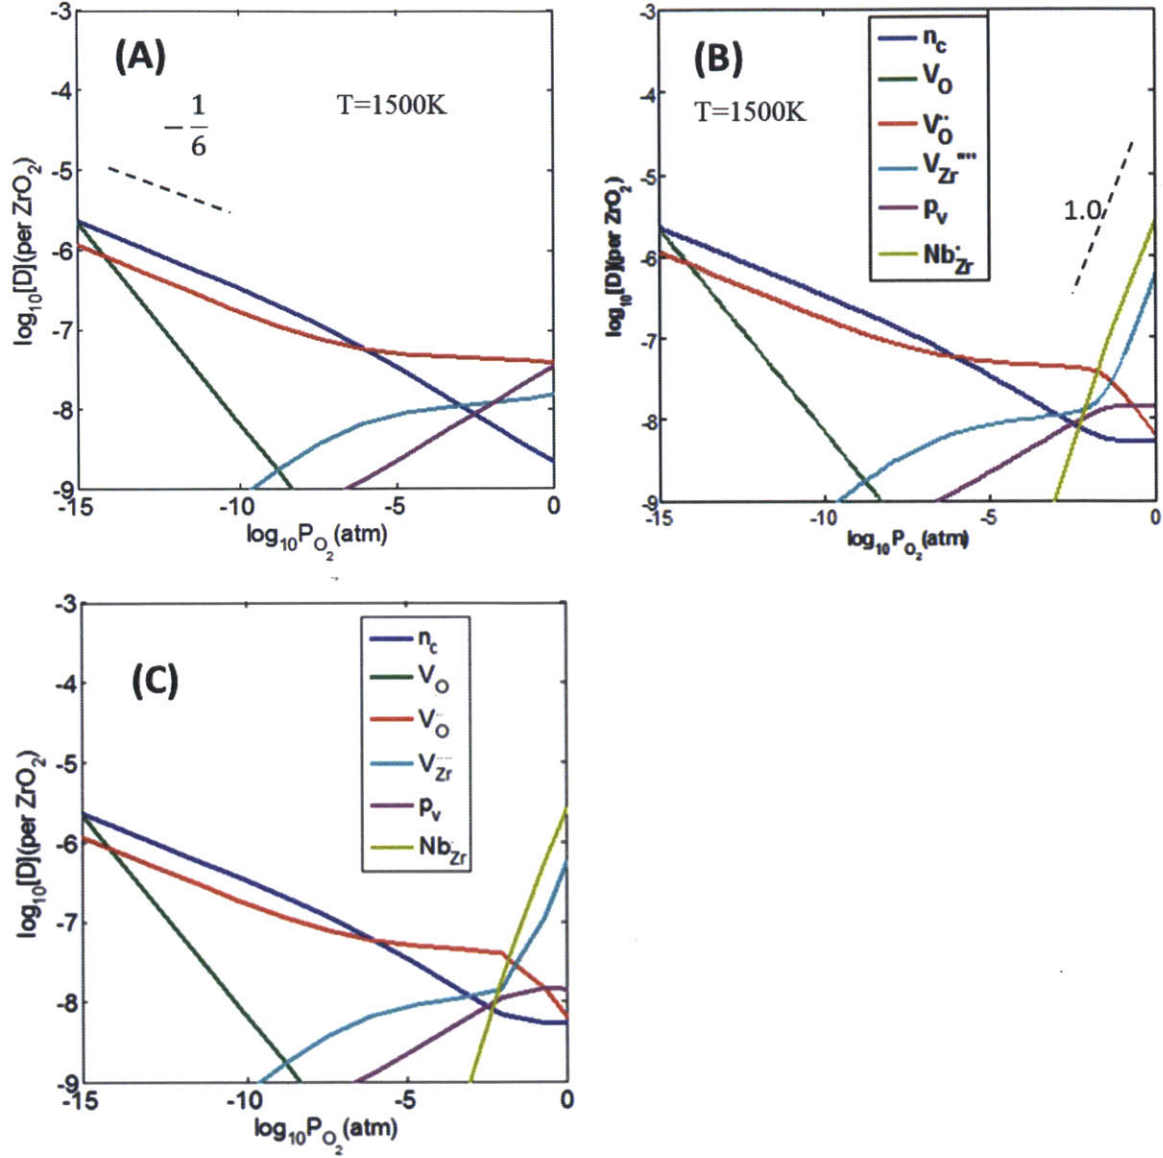 (A)
T=1500K
-1/6
-3
-4
-5
-6
-7
-8
-9
log10[D](per ZrO2)
-15
-10
-5
0
log10PO2(atm)
(B)
T=1500K
1.0
nc
VO
VO··
VZr''''
pv
Nb·Zr
-3
-4
-5
-6
-7
-8
-9
log10[D](per ZrO2)
-15
-10
-5
0
log10PO2(atm)
(C)
nc
VO
VO
VZr
pv
NbZr
-3
-4
-5
-6
-7
-8
-9
log10[D](per ZrO2)
-15
-10
-5
0
log10PO2(atm)